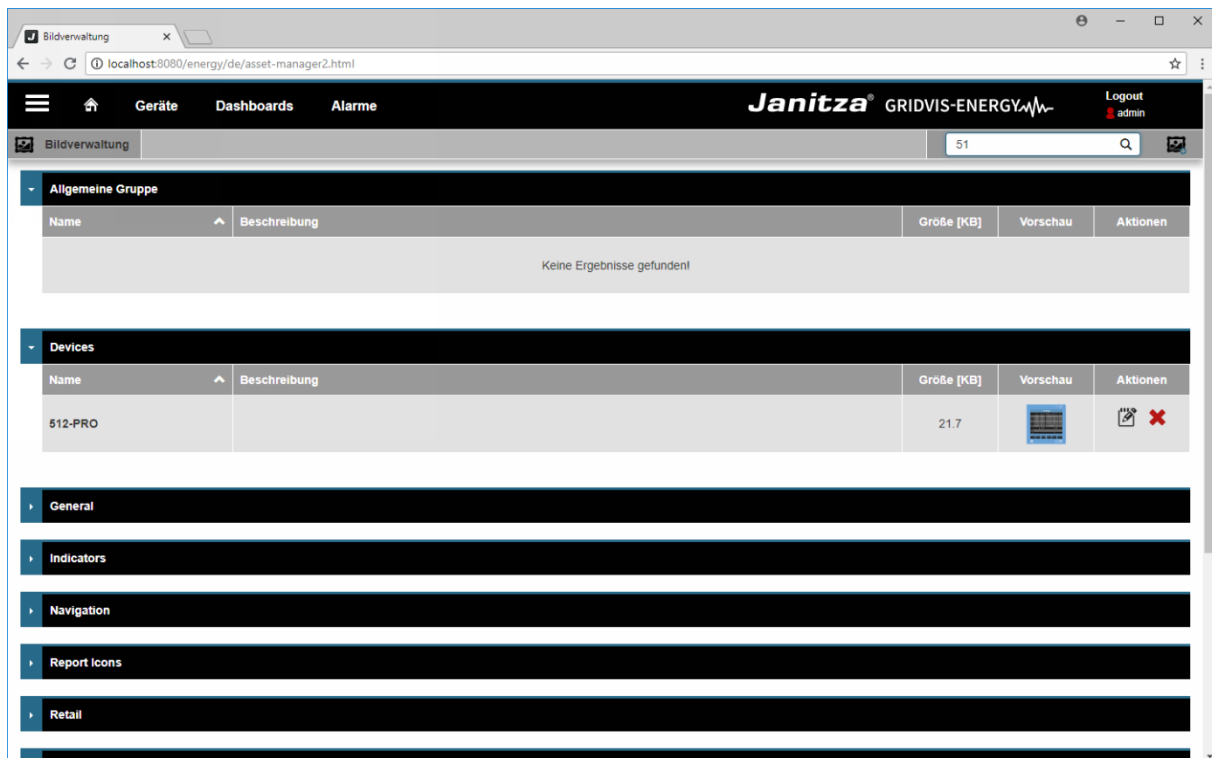 Bildverwaltung
localhost:8080/energy/de/asset-manager2.html
Geräte Dashboards Alarme Janitza® GRIDVIS-ENERGY Logout
admin
Bildverwaltung 51
Allgemeine Gruppe
Name Beschreibung Größe [KB] Vorschau Aktionen
Keine Ergebnisse gefunden!
Devices
Name Beschreibung Größe [KB] Vorschau Aktionen
512-PRO 21.7
General
Indicators
Navigation
Report Icons
Retail